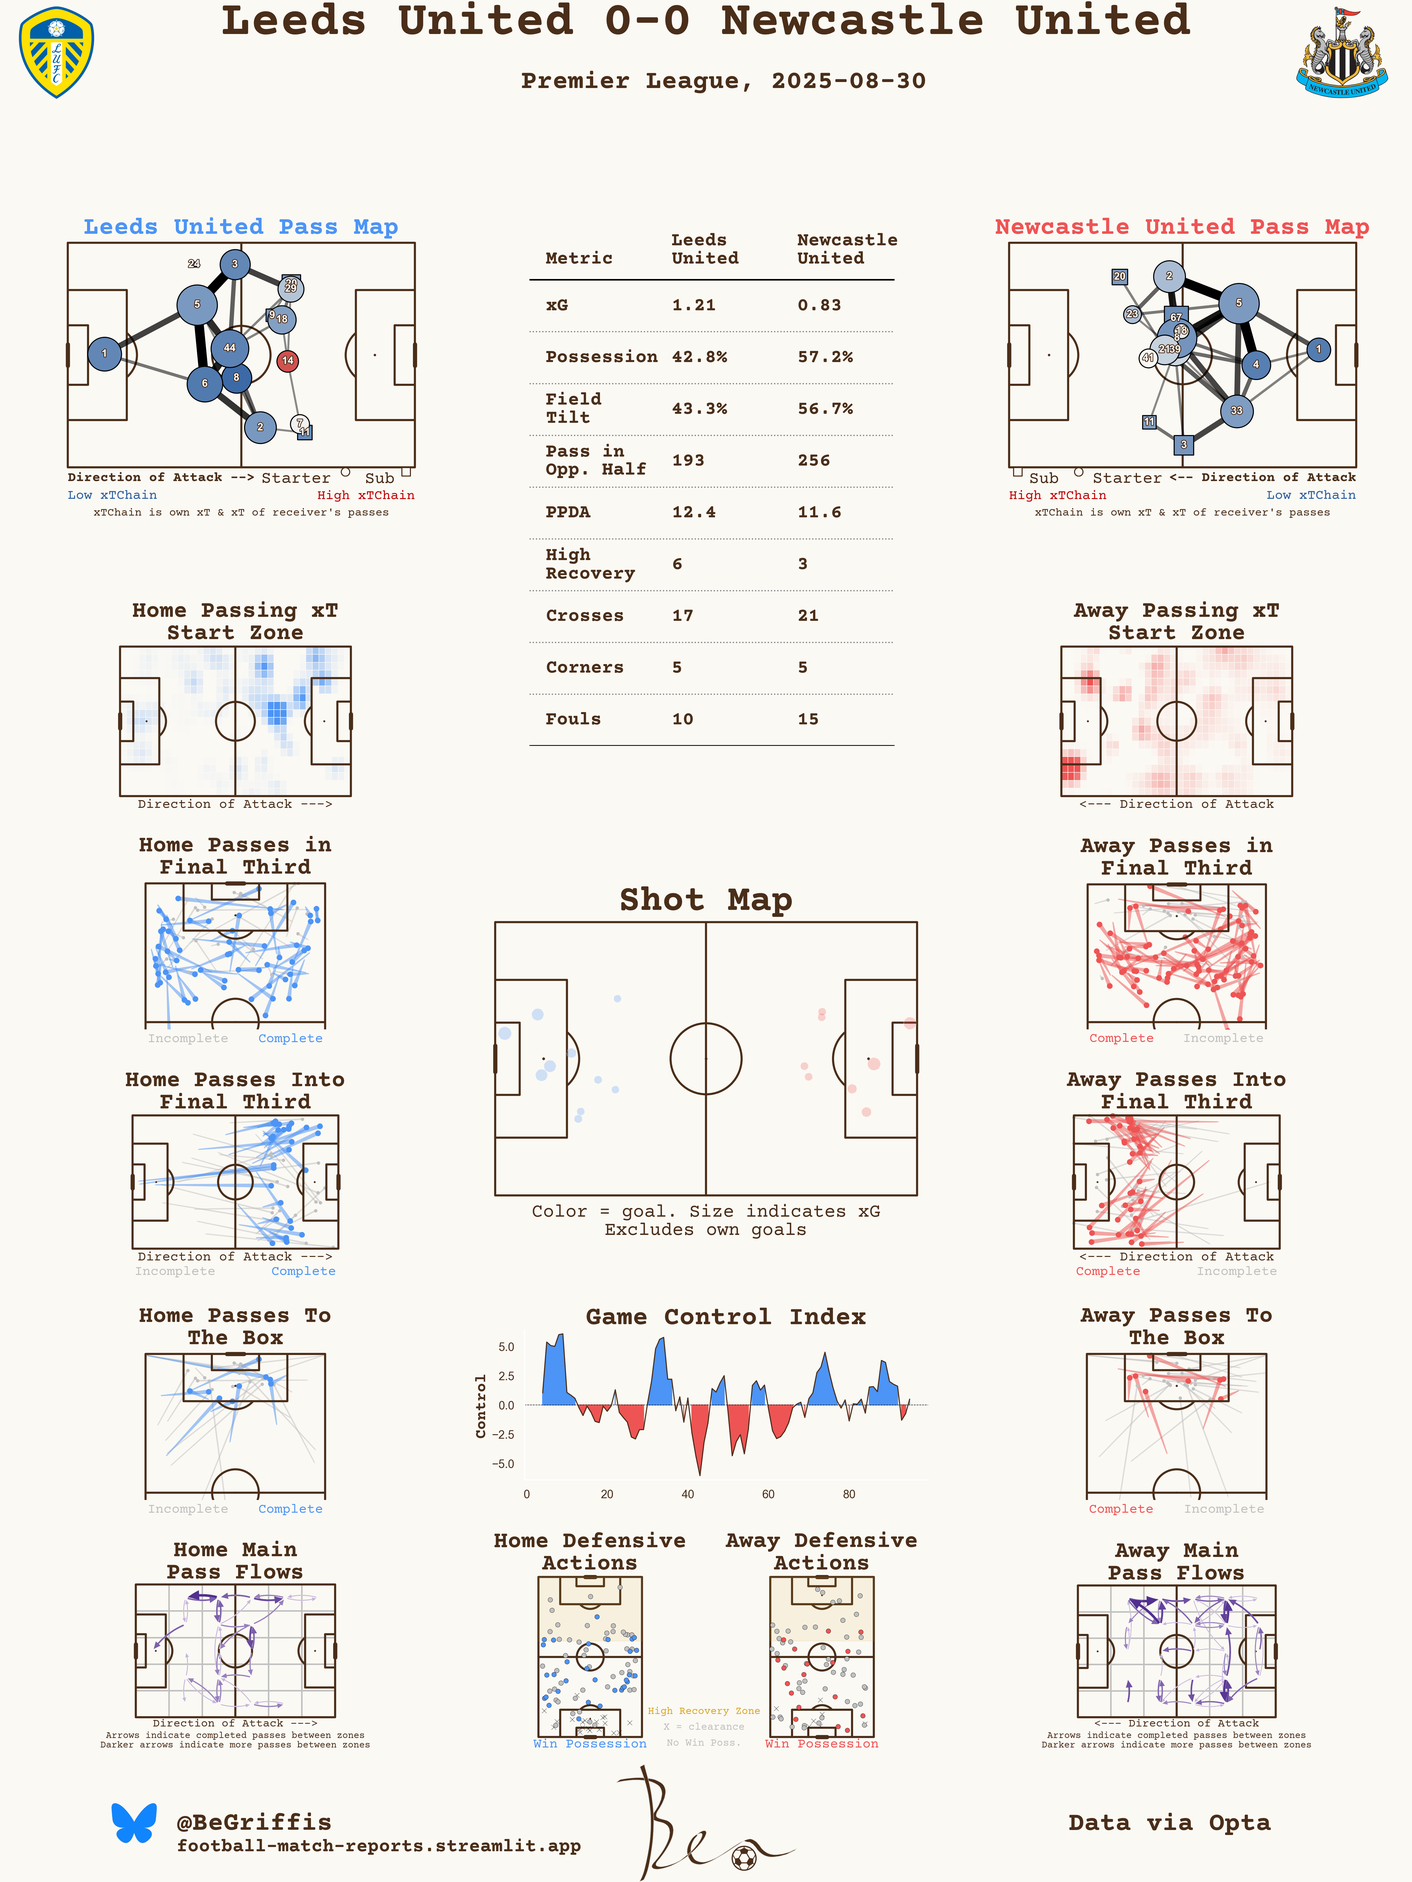 Leeds United 0-0 Newcastle United
Premier League, 2025-08-30
LUFC
NEWCASTLE UNITED
Leeds United Pass Map
24
3
29
5
9
18
44
1
14
6
8
2
7
11
Direction of Attack --> Starter Sub
Low xTChain High xTChain
xTChain is own xT & xT of receiver's passes
Metric Leeds United Newcastle United
xG 1.21 0.83
Possession 42.8% 57.2%
Field Tilt 43.3% 56.7%
Pass in Opp. Half 193 256
PPDA 12.4 11.6
High Recovery 6 3
Crosses 17 21
Corners 5 5
Fouls 10 15
Newcastle United Pass Map
20
2
5
23
67
18
21
39
41
1
4
33
11
3
Sub Starter <-- Direction of Attack
High xTChain Low xTChain
xTChain is own xT & xT of receiver's passes
Home Passing xT
Start Zone
Direction of Attack --->
Away Passing xT
Start Zone
<--- Direction of Attack
Home Passes in
Final Third
Incomplete Complete
Away Passes in
Final Third
Complete Incomplete
Shot Map
Color = goal. Size indicates xG
Excludes own goals
Home Passes Into
Final Third
Direction of Attack --->
Incomplete Complete
Away Passes Into
Final Third
<--- Direction of Attack
Complete Incomplete
Home Passes To
The Box
Incomplete Complete
Game Control Index
Control
5.0
2.5
0.0
−2.5
−5.0
0 20 40 60 80
Away Passes To
The Box
Complete Incomplete
Home Main
Pass Flows
Direction of Attack --->
Arrows indicate completed passes between zones
Darker arrows indicate more passes between zones
Home Defensive
Actions
Win Possession
High Recovery Zone
X = clearance
No Win Poss.
Away Defensive
Actions
Win Possession
Away Main
Pass Flows
<--- Direction of Attack
Arrows indicate completed passes between zones
Darker arrows indicate more passes between zones
@BeGriffis
football-match-reports.streamlit.app
Ben
Data via Opta